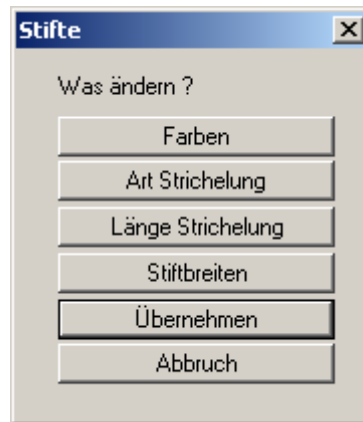 Stifte
Was ändern ?
Farben
Art Strichelung
Länge Strichelung
Stiftbreiten
Übernehmen
Abbruch